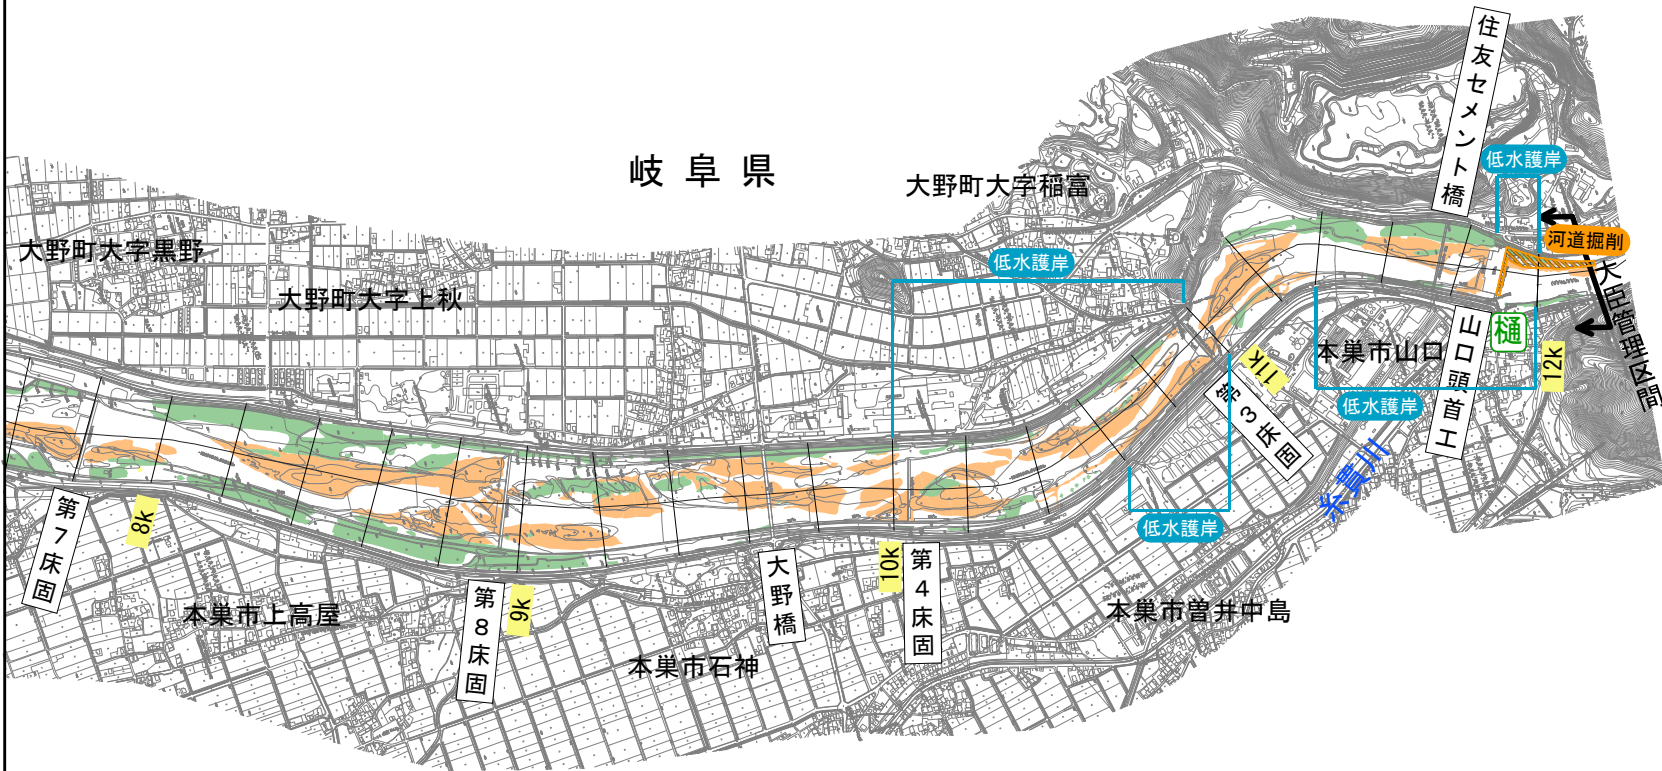 住友セメント橋
低水護岸
岐阜県
大野町大字稲富
河道掘削
大野町大字黒野
低水護岸
大臣管理区間
大野町大字上秋
樋
山口頭首工
本巣市山口
12k
11k
第3床固
低水護岸
糸貫川
第7床固
8k
低水護岸
10k
第4床固
大野橋
第8床固
9k
本巣市上高屋
本巣市曽井中島
本巣市石神